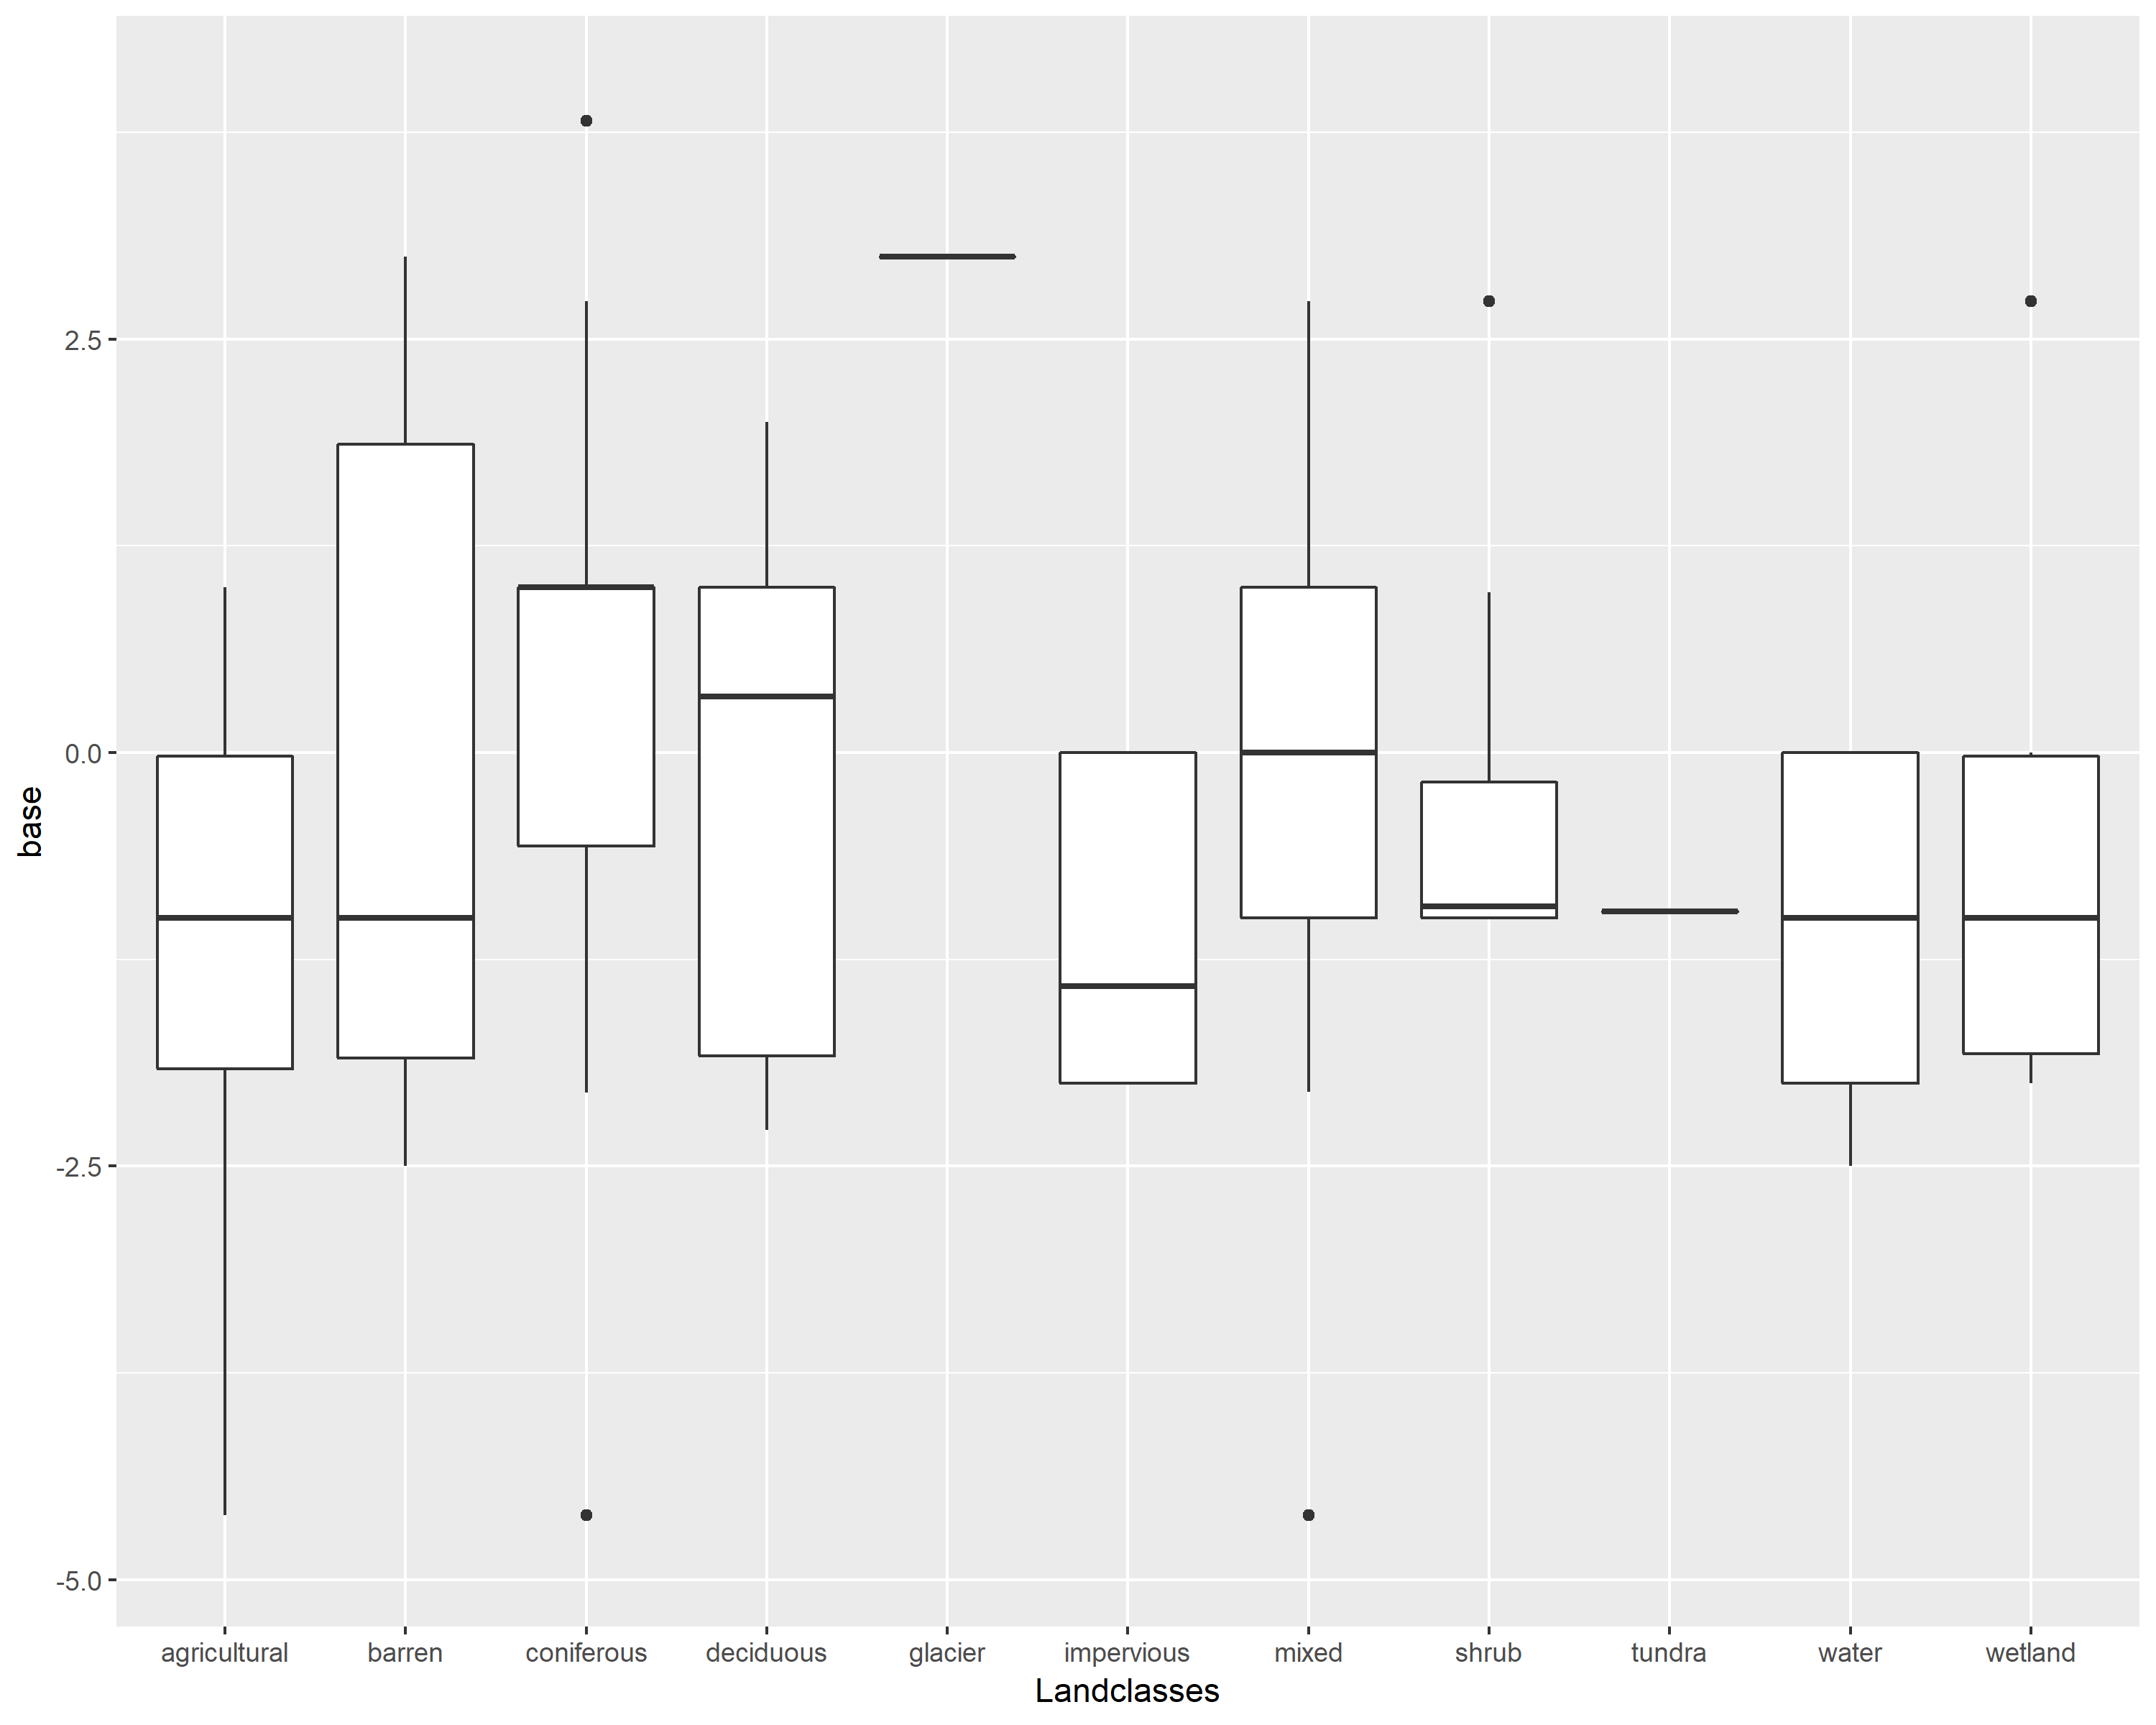 base
2.5
0.0
-2.5
-5.0
agricultural barren coniferous deciduous glacier impervious mixed shrub tundra water wetland
Landclasses